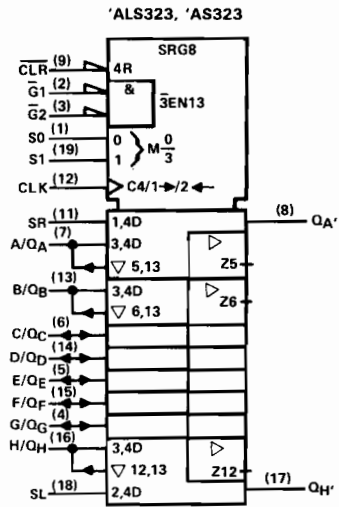 'ALS323, 'AS323
SRG8
CLR (9) 4R
G1 (2) &
G2 (3) 3EN13
S0 (1) 0 } M 0/3
S1 (19) 1
CLK (12) C4/1→/2←
SR (11) 1,4D (8) QA'
A/QA (7) 3,4D ▷
▽ 5,13 Z5
B/QB (13) 3,4D ▷
▽ 6,13 Z6
C/QC (6)
D/QD (14)
E/QE (5)
F/QF (15)
G/QG (4)
H/QH (16) 3,4D ▷
▽ 12,13 Z12
SL (18) 2,4D (17) QH'